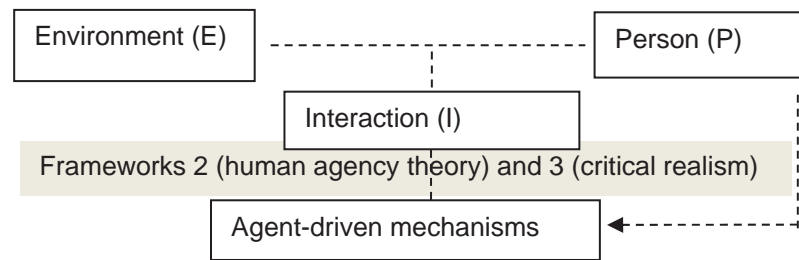 Environment (E)
Person (P)
Interaction (I)
Frameworks 2 (human agency theory) and 3 (critical realism)
Agent-driven mechanisms